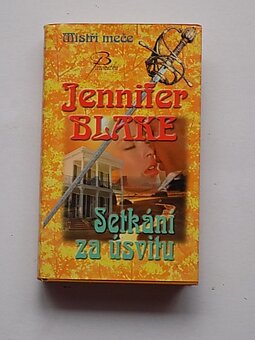 Mistři meče
B
Jennifer
BLAKE
Setkání
za úsvitu